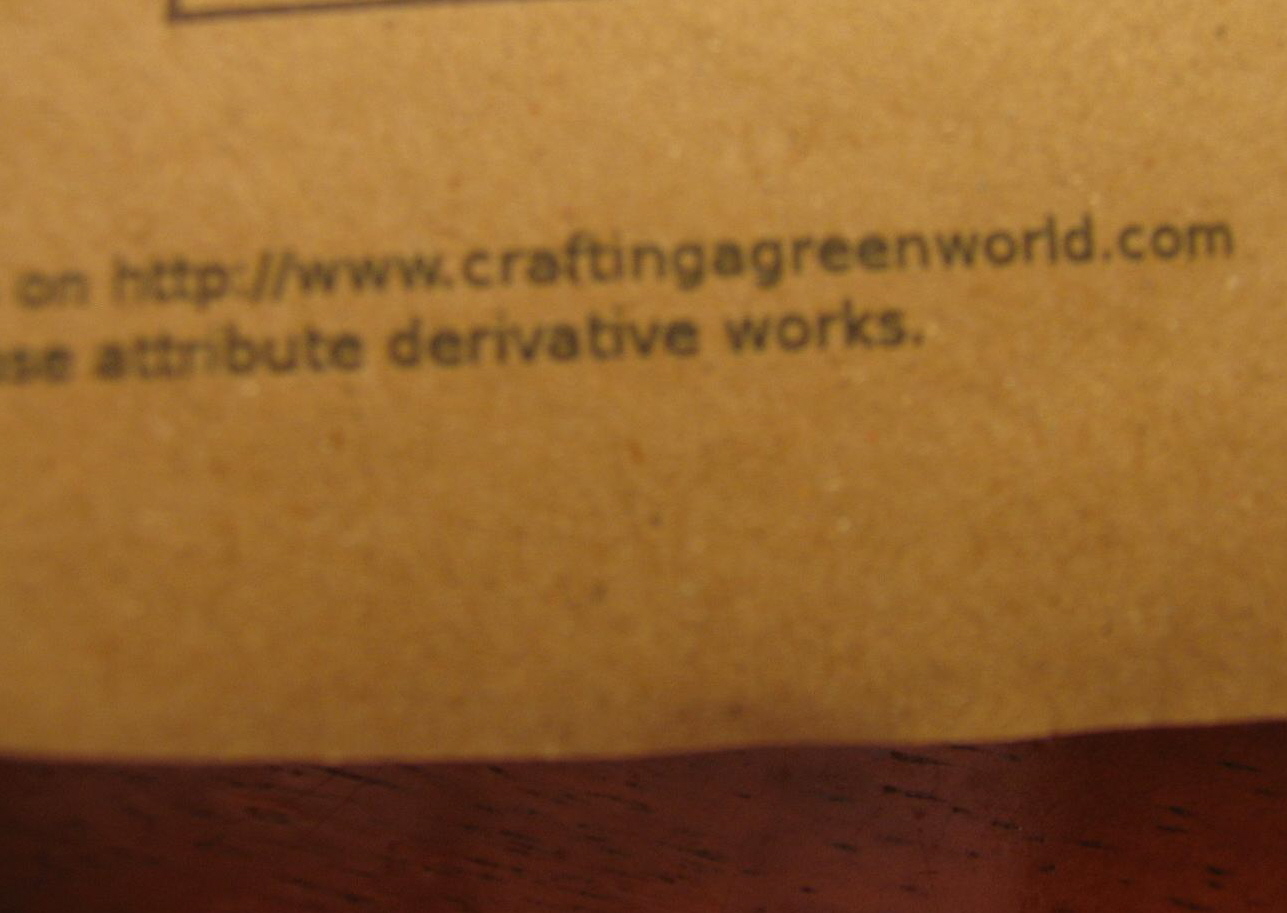 on http://www.craftingagreenworld.com
attribute derivative works.